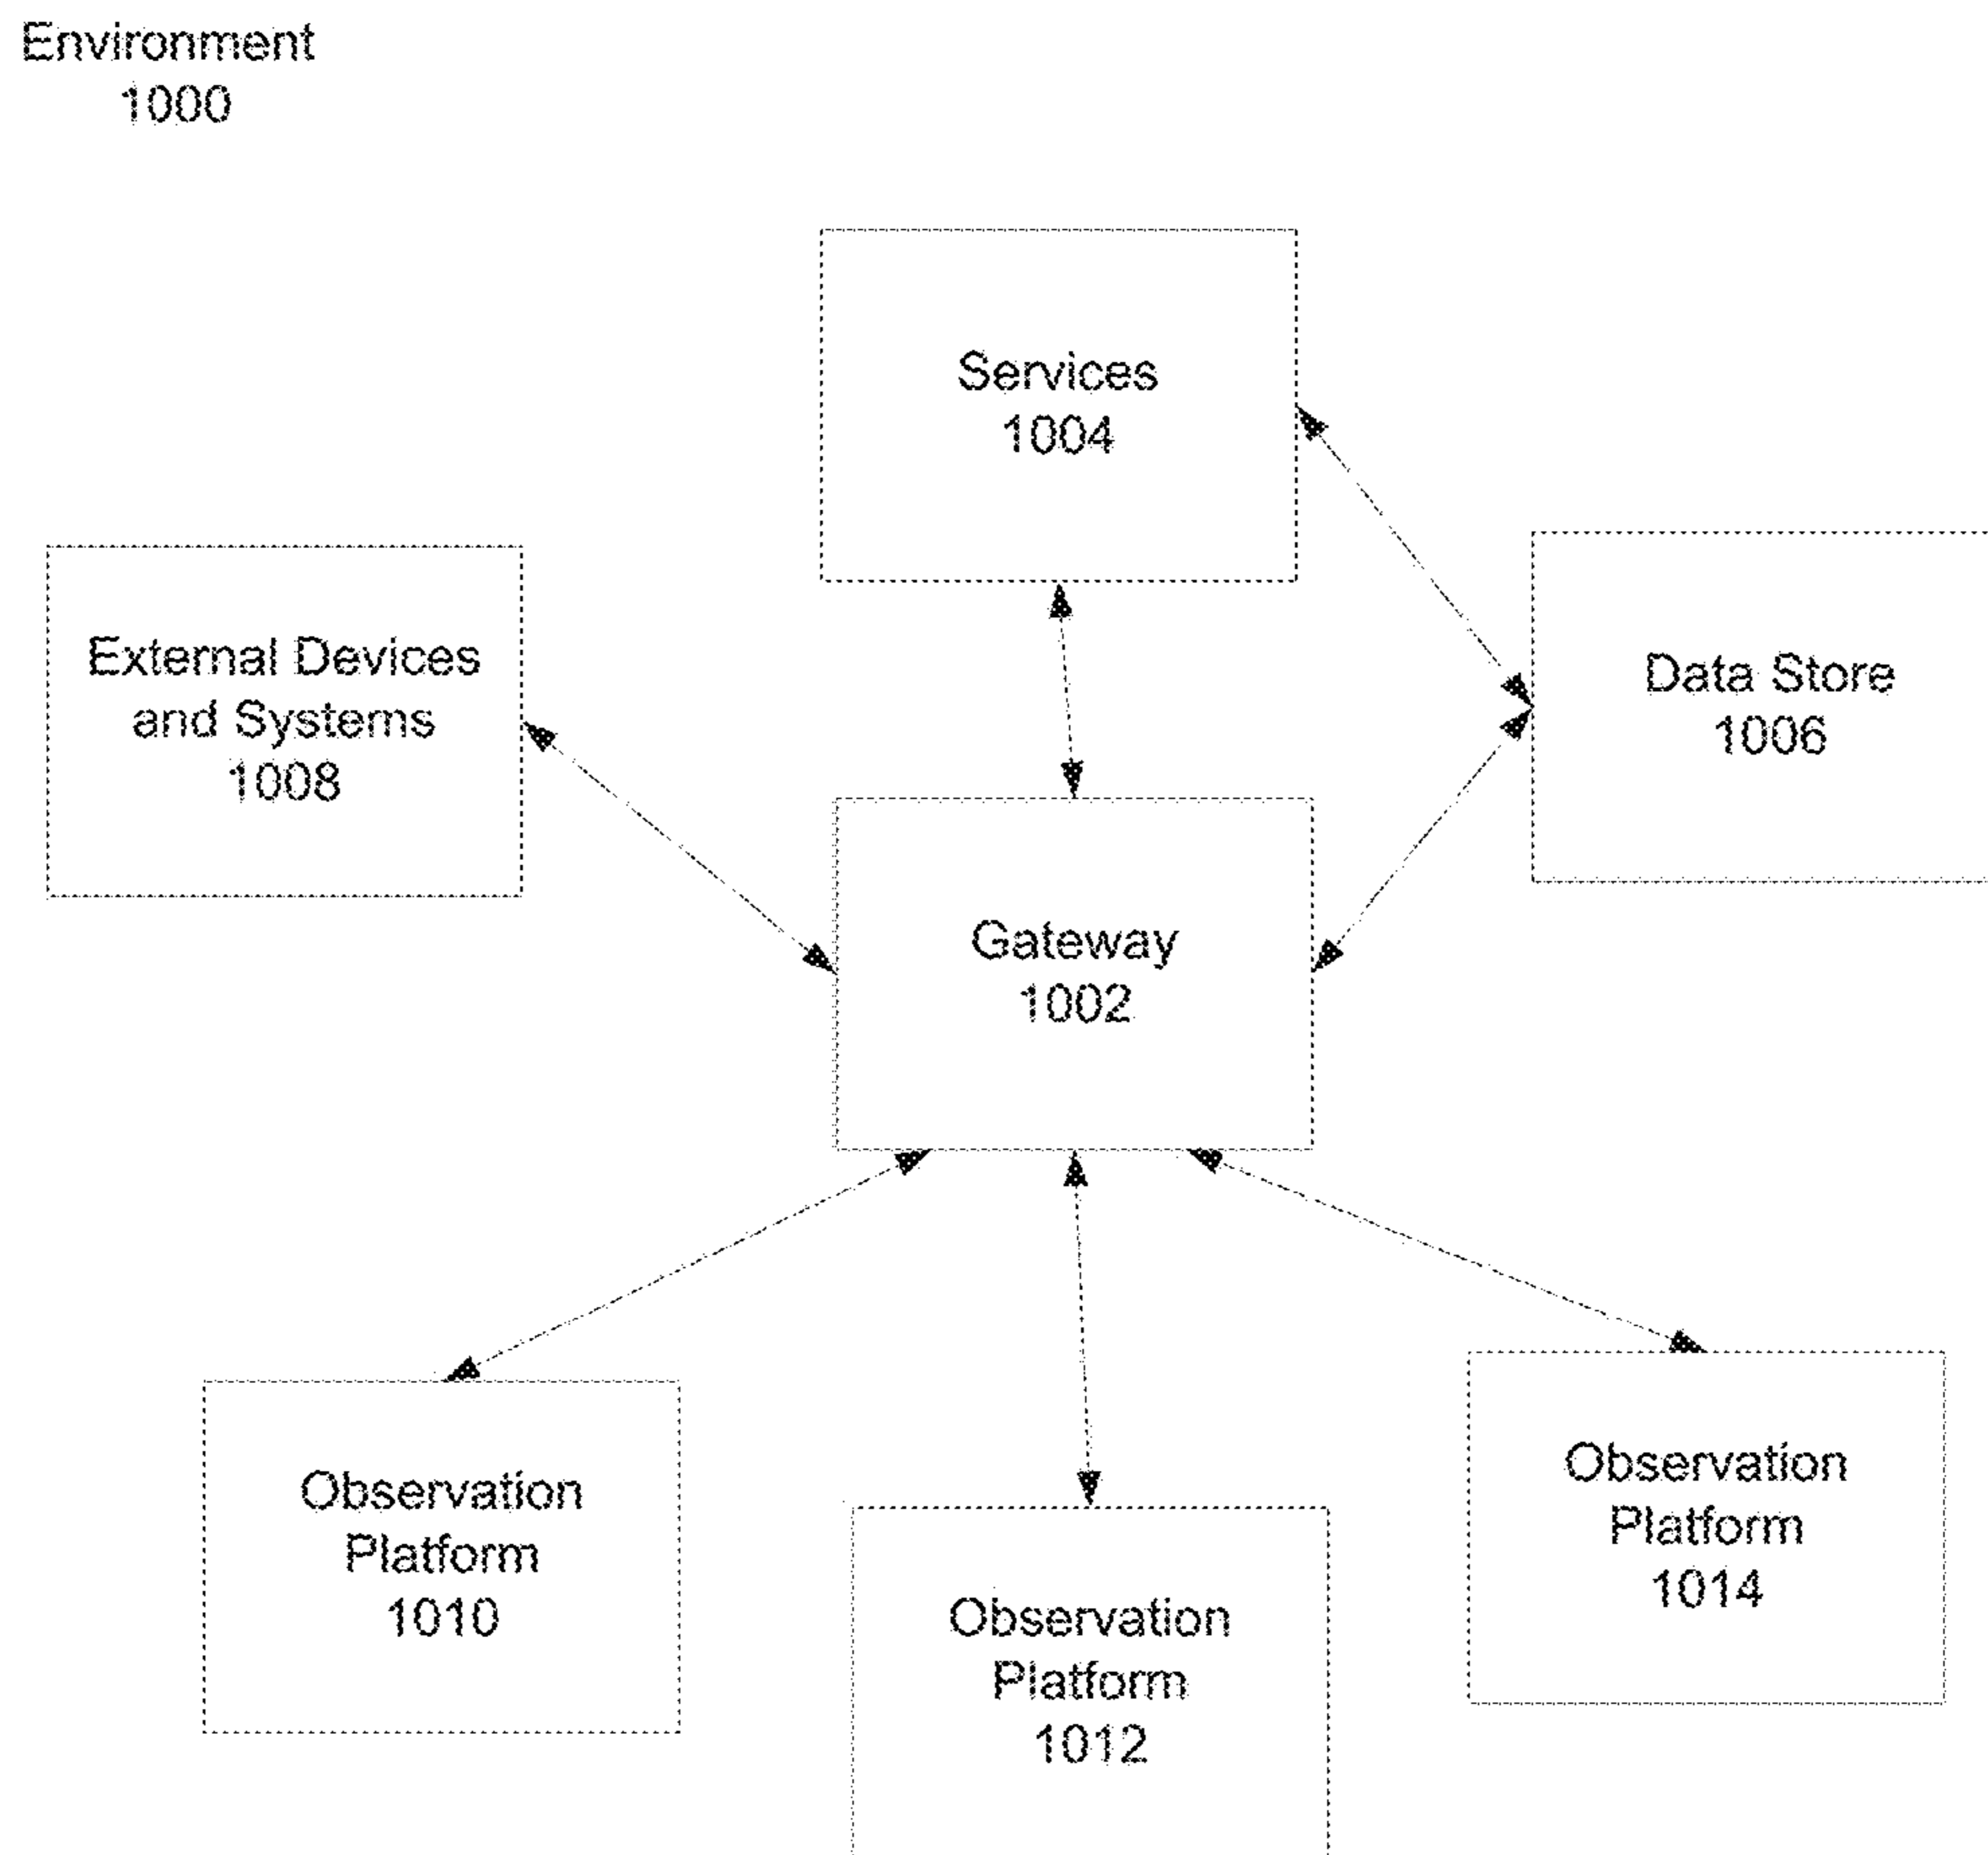 Environment
1000
Services
1004
External Devices
and Systems
1008
Data Store
1006
Gateway
1002
Observation
Platform
1010
Observation
Platform
1012
Observation
Platform
1014